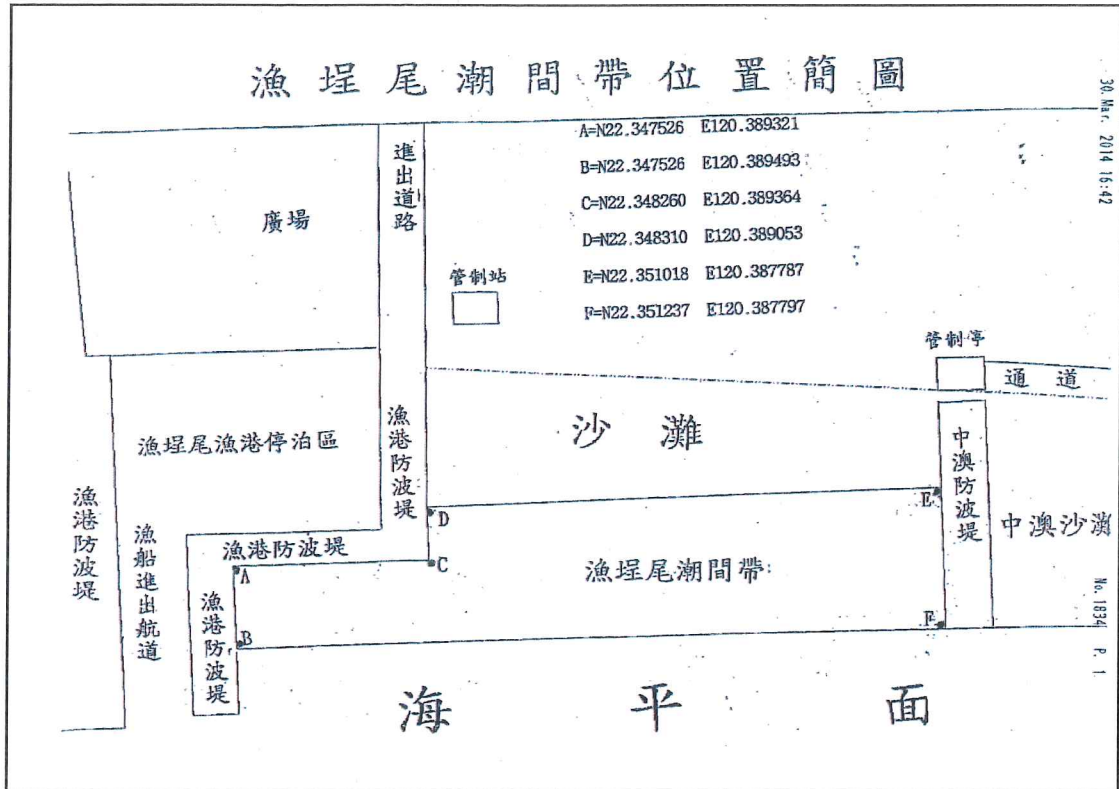 漁埕尾潮間帶位置簡圖
30.Mar. 2014 16:42
A=N22.347526 E120.389321
B=N22.347526 E120.389493
C=N22.348260 E120.389364
D=N22.348310 E120.389053
E=N22.351018 E120.387787
F=N22.351237 E120.387797
進出道路
廣場
管制站
管制停
通道
沙灘
漁港防波堤
漁埕尾漁港停泊區
中澳防波堤
E
漁港防波堤
D
中澳沙灘
漁船進出航道
漁港防波堤
A
C
漁埕尾潮間帶
漁港防波堤
B
F
No. 1834 P. 1
海平面